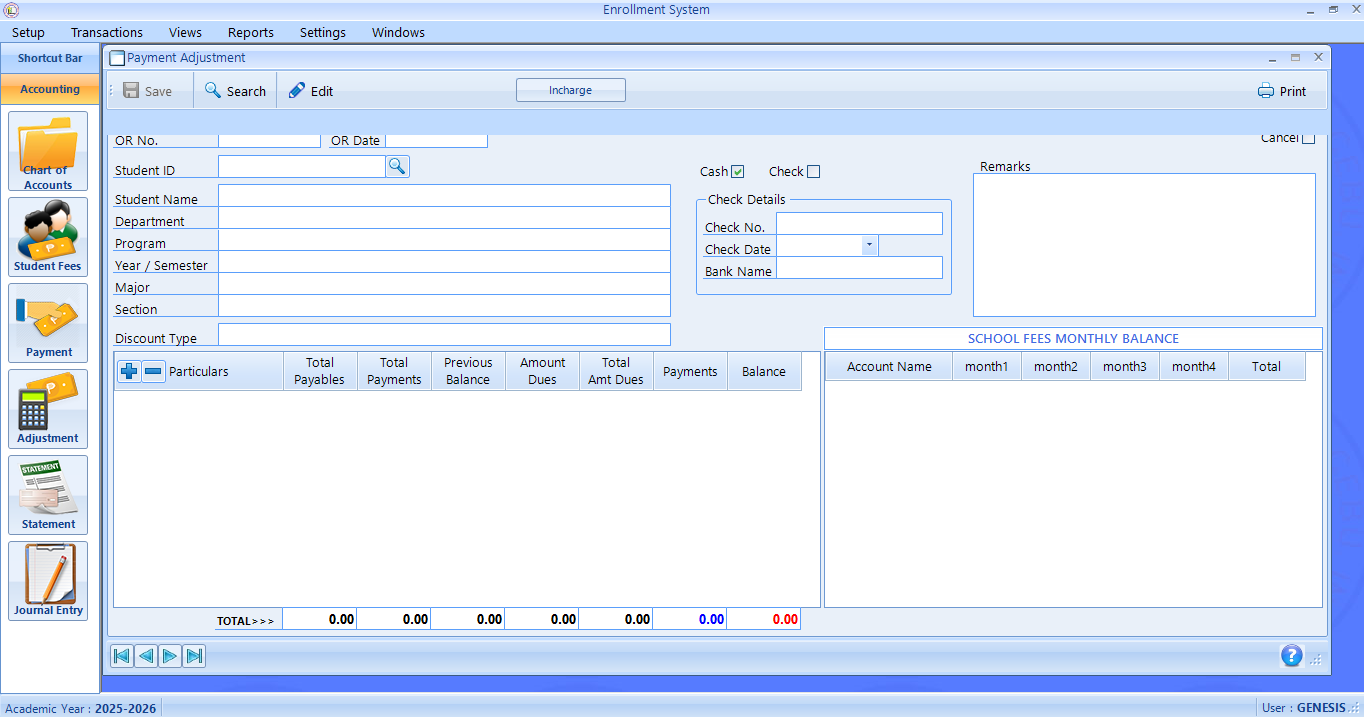 Enrollment System
Setup Transactions Views Reports Settings Windows
Shortcut Bar
Accounting
Chart of
Accounts
Student Fees
Payment
Adjustment
STATEMENT
Statement
Journal Entry
Payment Adjustment
Save Search Edit Incharge Print
OR No. OR Date Cancel
Student ID
Cash Check
Remarks
Student Name
Department
Program
Year / Semester
Major
Section
Discount Type
Check Details
Check No.
Check Date
Bank Name
SCHOOL FEES MONTHLY BALANCE
Particulars
Total
Payables
Total
Payments
Previous
Balance
Amount
Dues
Total
Amt Dues
Payments
Balance
Account Name month1 month2 month3 month4 Total
TOTAL>>> 0.00 0.00 0.00 0.00 0.00 0.00 0.00
Academic Year : 2025-2026
User : GENESIS